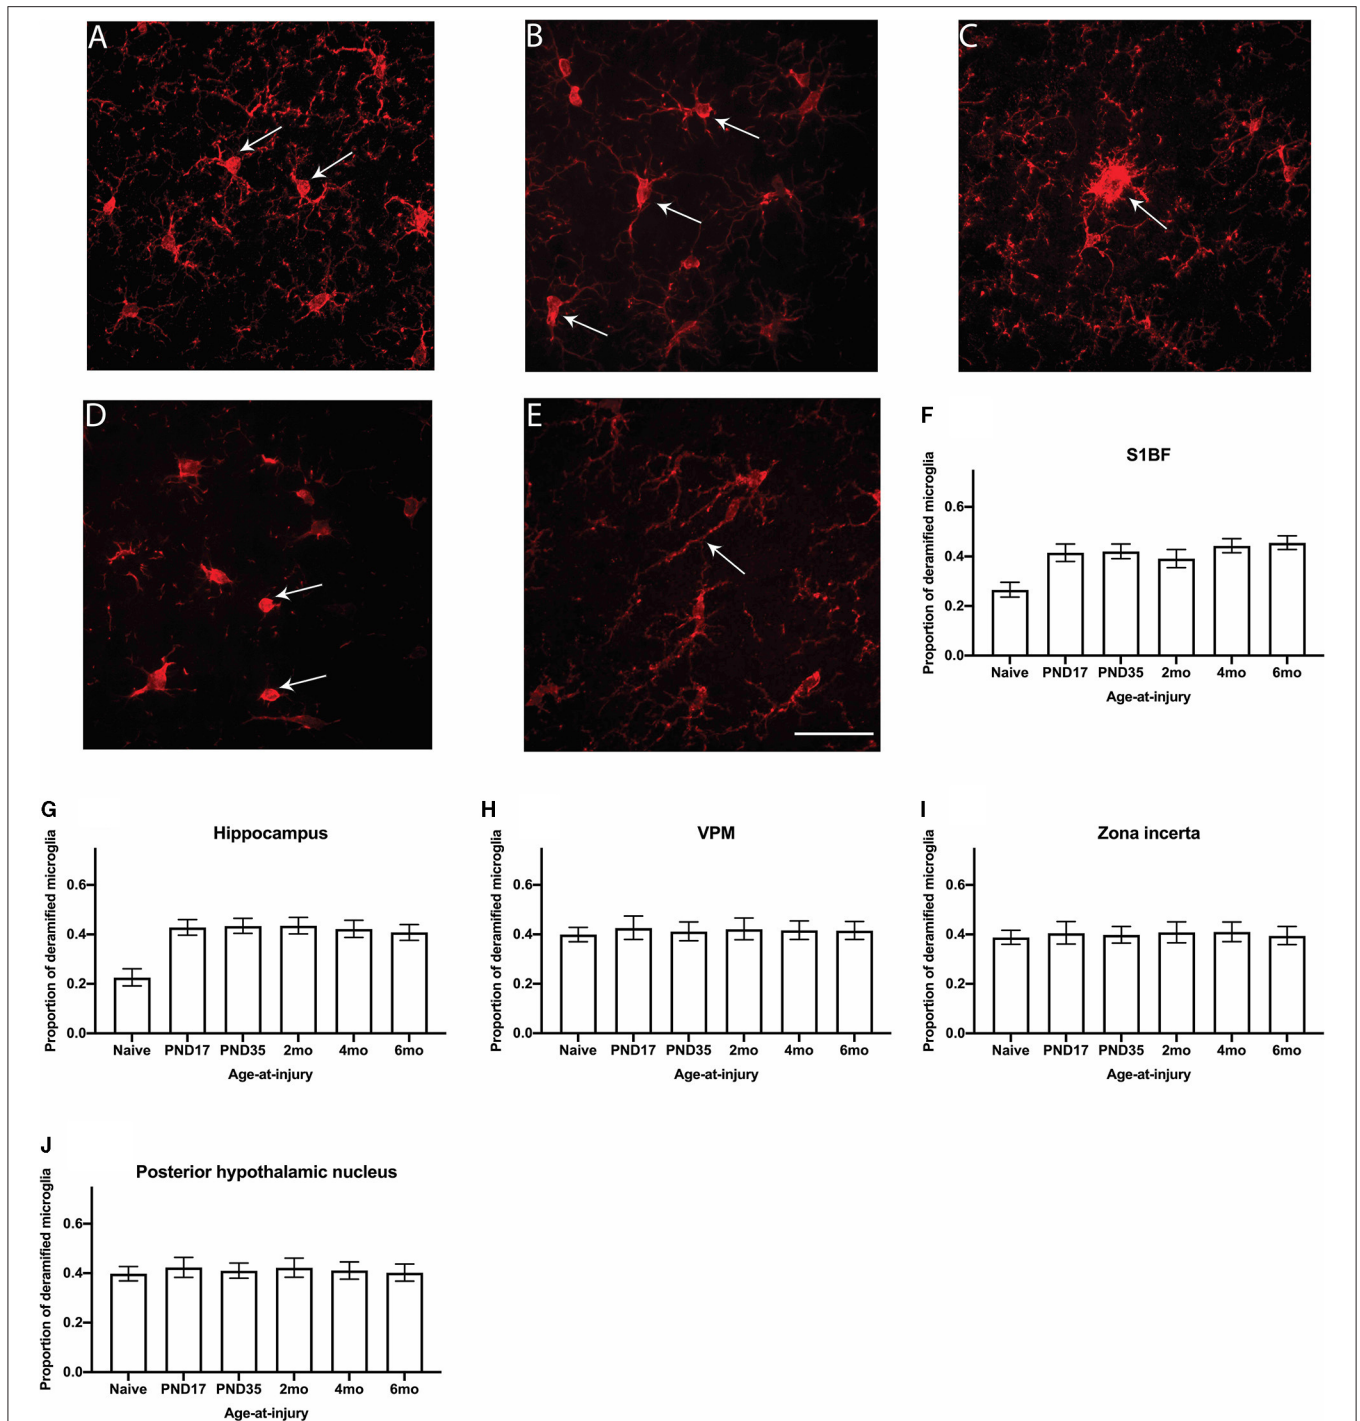 A
B
C
D
E
F
S1BF
Proportion of deramified microglia
0.6
0.4
0.2
0.0
Naive PND17 PND35 2mo 4mo 6mo
Age-at-injury
G
Hippocampus
Proportion of deramified microglia
0.6
0.4
0.2
0.0
Naive PND17 PND35 2mo 4mo 6mo
Age-at-injury
H
VPM
Proportion of deramified microglia
0.6
0.4
0.2
0.0
Naive PND17 PND35 2mo 4mo 6mo
Age-at-injury
I
Zona incerta
Proportion of deramified microglia
0.6
0.4
0.2
0.0
Naive PND17 PND35 2mo 4mo 6mo
Age-at-injury
J
Posterior hypothalamic nucleus
Proportion of deramified microglia
0.6
0.4
0.2
0.0
Naive PND17 PND35 2mo 4mo 6mo
Age-at-injury